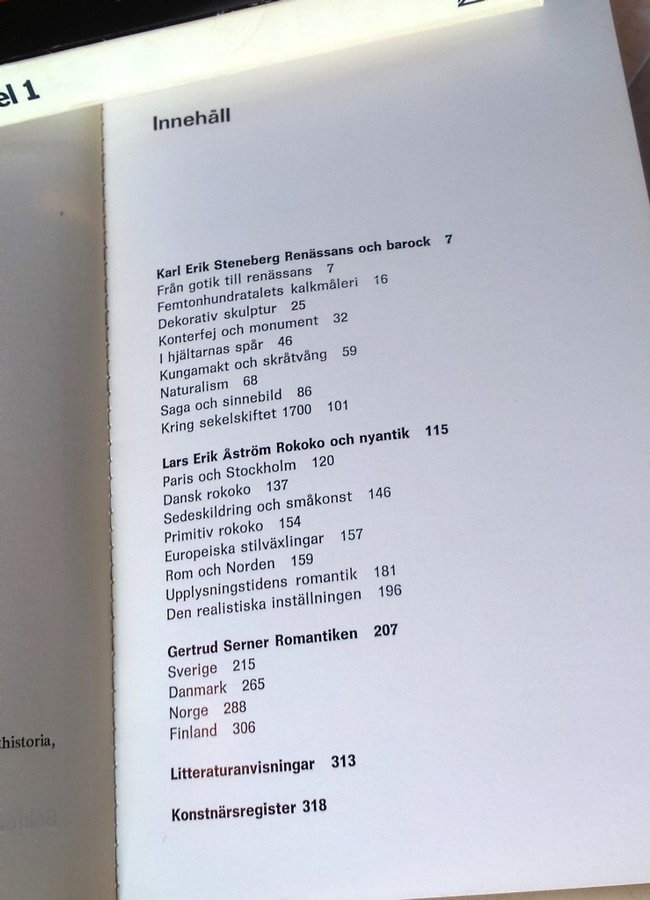 el 1
Innehåll
Karl Erik Steneberg Renässans och barock 7
Från gotik till renässans 7
Femtonhundratalets kalkmåleri 16
Dekorativ skulptur 25
Konterfej och monument 32
I hjältarnas spår 46
Kungamakt och skråtvång 59
Naturalism 68
Saga och sinnebild 86
Kring sekelskiftet 1700 101
Lars Erik Åström Rokoko och nyantik 115
Paris och Stockholm 120
Dansk rokoko 137
Sedeskildring och småkonst 146
Primitiv rokoko 154
Europeiska stilväxlingar 157
Rom och Norden 159
Upplysningstidens romantik 181
Den realistiska inställningen 196
Gertrud Serner Romantiken 207
Sverige 215
Danmark 265
Norge 288
Finland 306
thistoria,
Litteraturanvisningar 313
Konstnärsregister 318